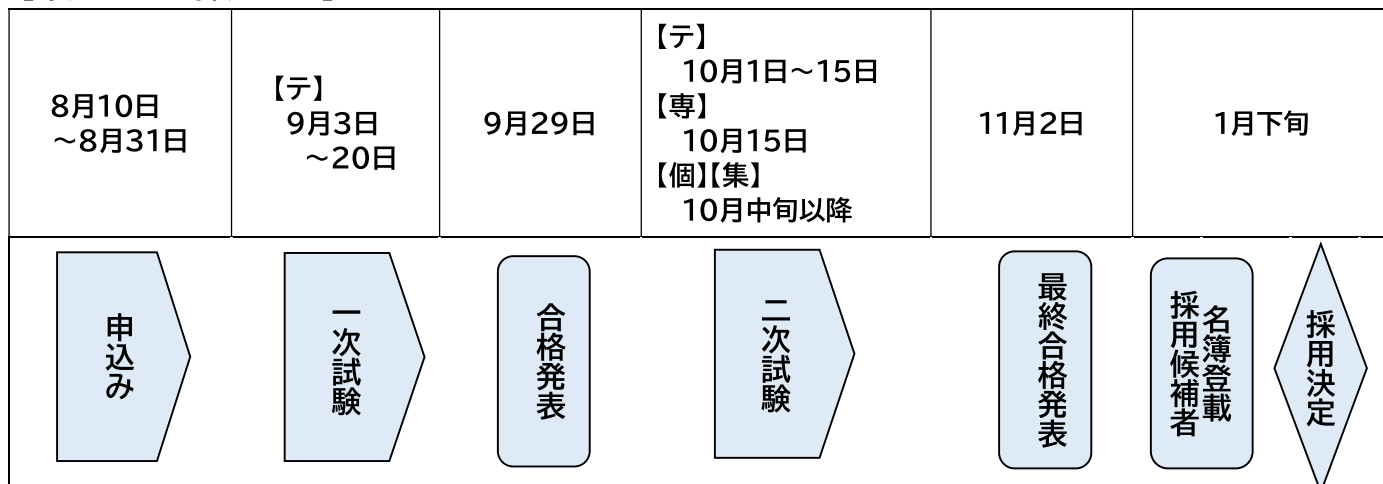 8月10日
～8月31日
【テ】
9月3日
～20日
9月29日
【テ】
10月1日～15日
【専】
10月15日
【個】【集】
10月中旬以降
11月2日
1月下旬
申込み
一次試験
合格発表
二次試験
最終合格発表
名簿登載
採用候補者
採用決定